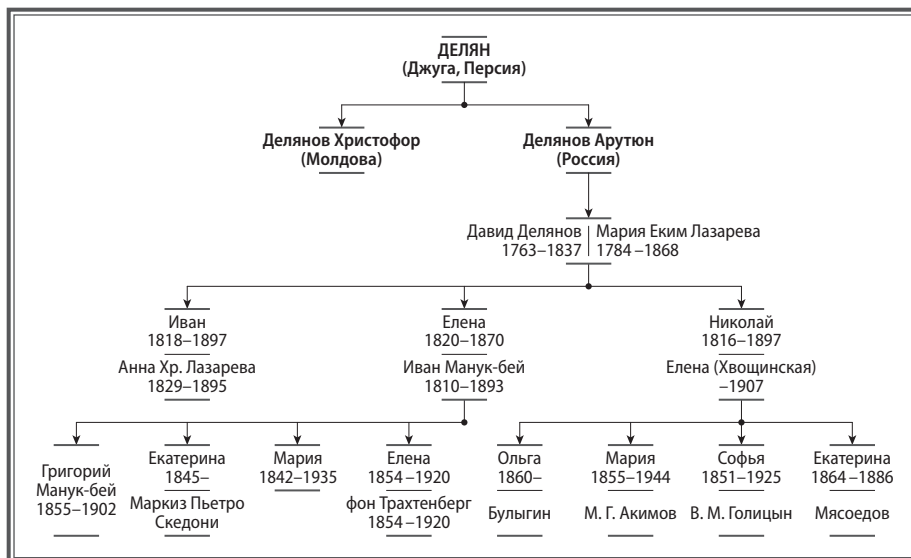 ДЕЛЯН
(Джуга, Персия)
Делянов Христофор
(Молдова)
Делянов Арутюн
(Россия)
Давид Делянов
1763–1837
Мария Еким Лазарева
1784–1868
Иван
1818–1897
Анна Хр. Лазарева
1829–1895
Елена
1820–1870
Иван Манук-бей
1810–1893
Николай
1816–1897
Елена (Хвощинская)
–1907
Григорий
Манук-бей
1855–1902
Екатерина
1845–
Маркиз Пьетро
Скедони
Мария
1842–1935
Елена
1854–1920
фон Трахтенберг
1854–1920
Ольга
1860–
Булыгин
Мария
1855–1944
М. Г. Акимов
Софья
1851–1925
В. М. Голицын
Екатерина
1864–1886
Мясоедов